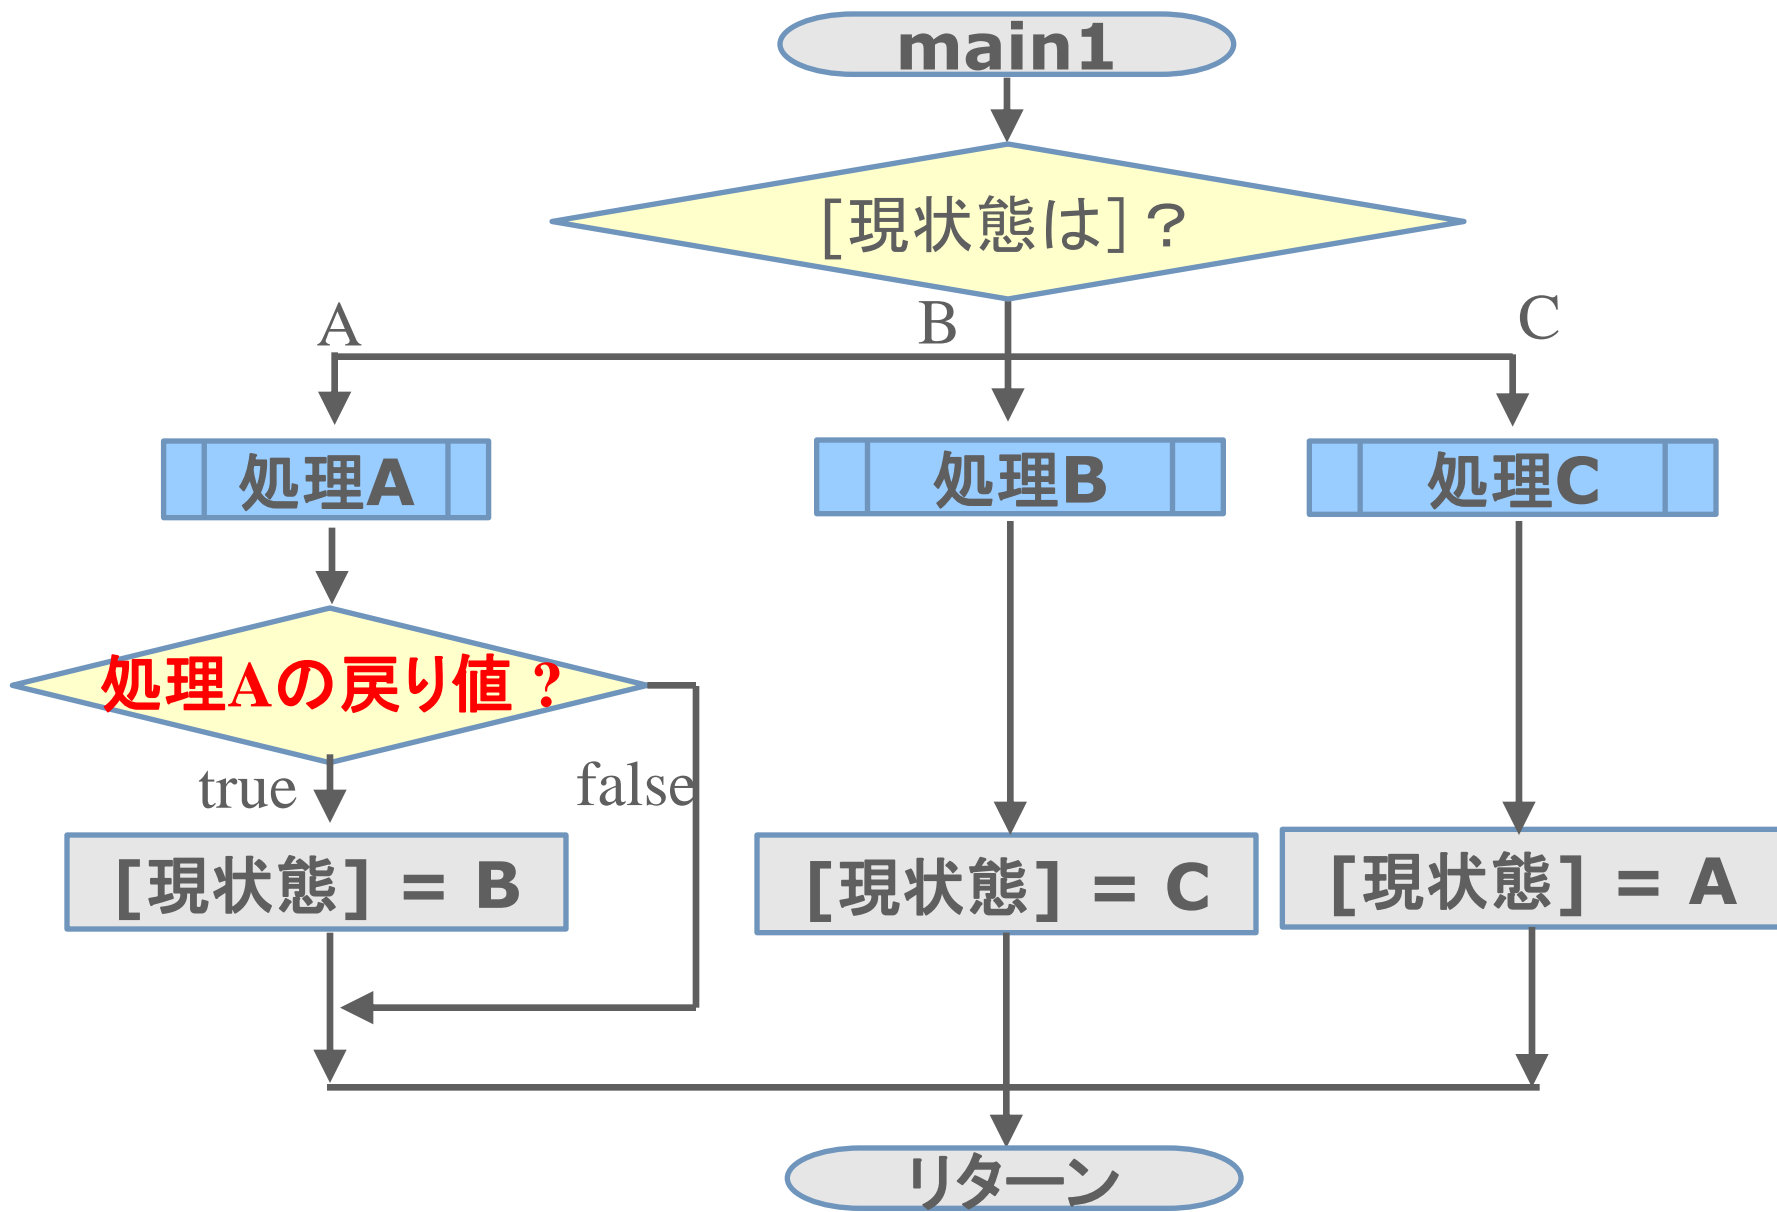 main1
[現状態は]？
A
B
C
処理A
処理B
処理C
処理Aの戻り値？
true
false
[現状態] = B
[現状態] = C
[現状態] = A
リターン